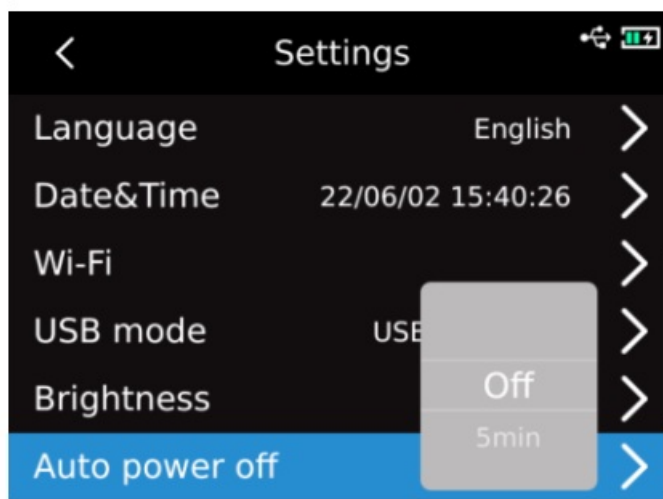 Settings
Language English
Date&Time 22/06/02 15:40:26
Wi-Fi
USB mode USB
Brightness Off
5min
Auto power off